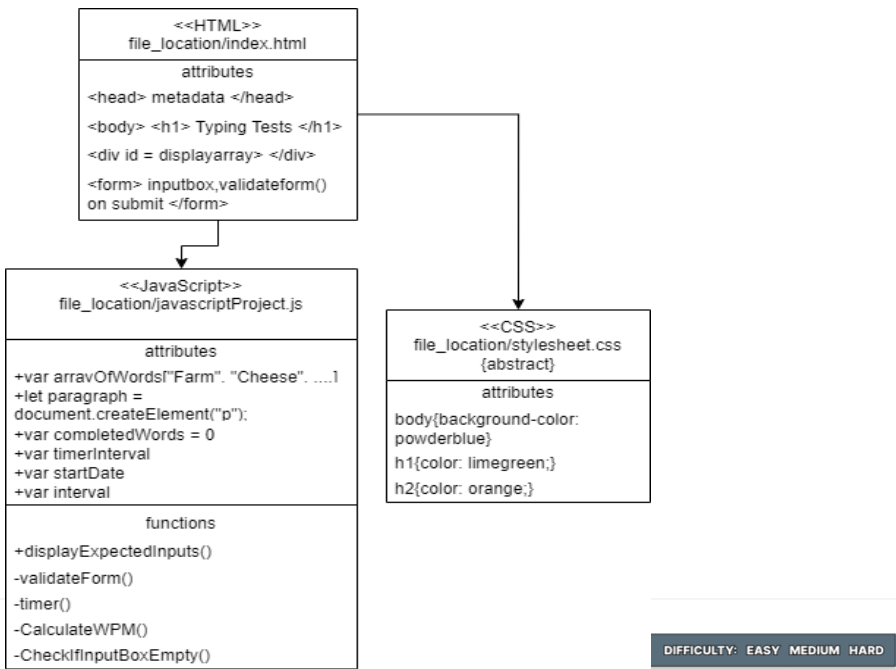 <<HTML>>
file_location/index.html
attributes
<head> metadata </head>
<body> <h1> Typing Tests </h1>
<div id = displayarray> </div>
<form> inputbox,validateform()
on submit </form>
<<JavaScript>>
file_location/javascriptProject.js
attributes
+var arrayOfWords["Farm". "Cheese". ....]
+let paragraph =
document.createElement("p");
+var completedWords = 0
+var timerInterval
+var startDate
+var interval
functions
+displayExpectedInputs()
-validateForm()
-timer()
-CalculateWPM()
-CheckIfInputBoxEmpty()
<<CSS>>
file_location/stylesheet.css
{abstract}
attributes
body{background-color:
powderblue}
h1{color: limegreen;}
h2{color: orange;}
DIFFICULTY: EASY MEDIUM HARD